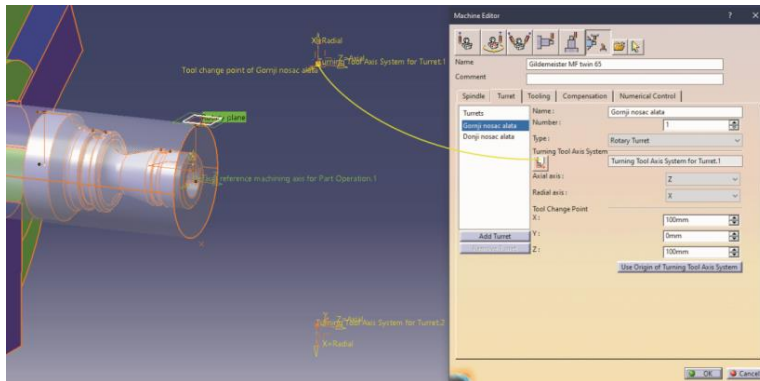 Machine Editor
Name
Gildemeister MF twin 65
Comment
Spindle Turret Tooling Compensation Numerical Control
Turrets
Gornji nosac alata
Donji nosac alata
Add Turret
Name :
Gornji nosac alata
Number :
1
Type :
Rotary Turret
Turning Tool Axis System
Turning Tool Axis System for Turret.1
Axial axis :
Z
Radial axis :
X
Tool Change Point
X :
100mm
Y :
0mm
Z :
100mm
Use Origin of Turning Tool Axis System
OK Cancel
X=Radial
Z=Axial
Turning Tool Axis System for Turret.1
Tool change point of Gornji nosac alata
plane
reference machining axis for Part Operation.1
Turning Tool Axis System for Turret.2
X=Radial